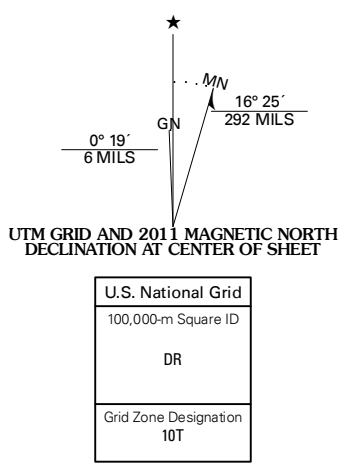 MN
16° 25´
292 MILS
GN
0° 19´
6 MILS
UTM GRID AND 2011 MAGNETIC NORTH
DECLINATION AT CENTER OF SHEET
U.S. National Grid
100,000-m Square ID
DR
Grid Zone Designation
10T